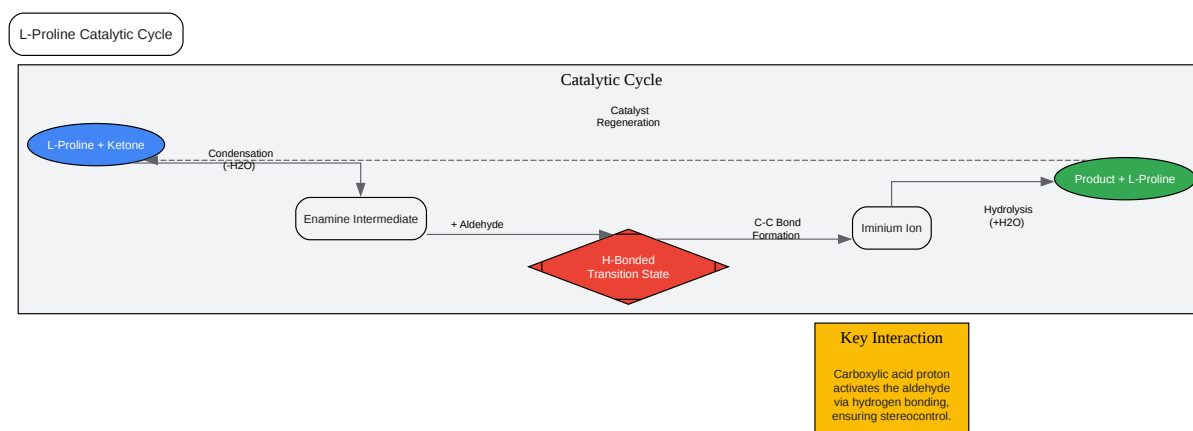 L-Proline Catalytic Cycle
Catalytic Cycle
Catalyst
Regeneration
L-Proline + Ketone
Condensation
(-H2O)
Enamine Intermediate
+ Aldehyde
H-Bonded
Transition State
C-C Bond
Formation
Iminium Ion
Hydrolysis
(+H2O)
Product + L-Proline
Key Interaction
Carboxylic acid proton
activates the aldehyde
via hydrogen bonding,
ensuring stereocontrol.